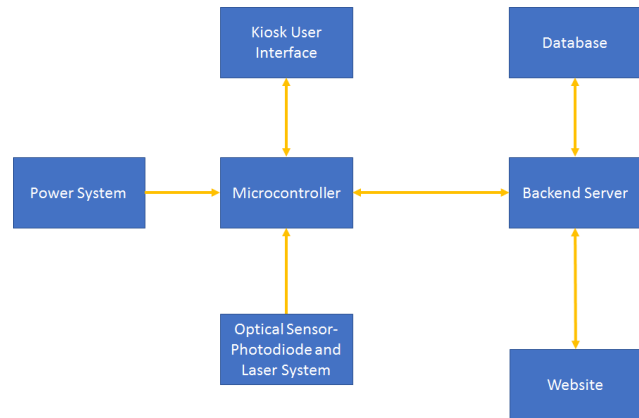 Kiosk User
Interface
Database
Power System
Microcontroller
Backend Server
Optical Sensor-
Photodiode and
Laser System
Website